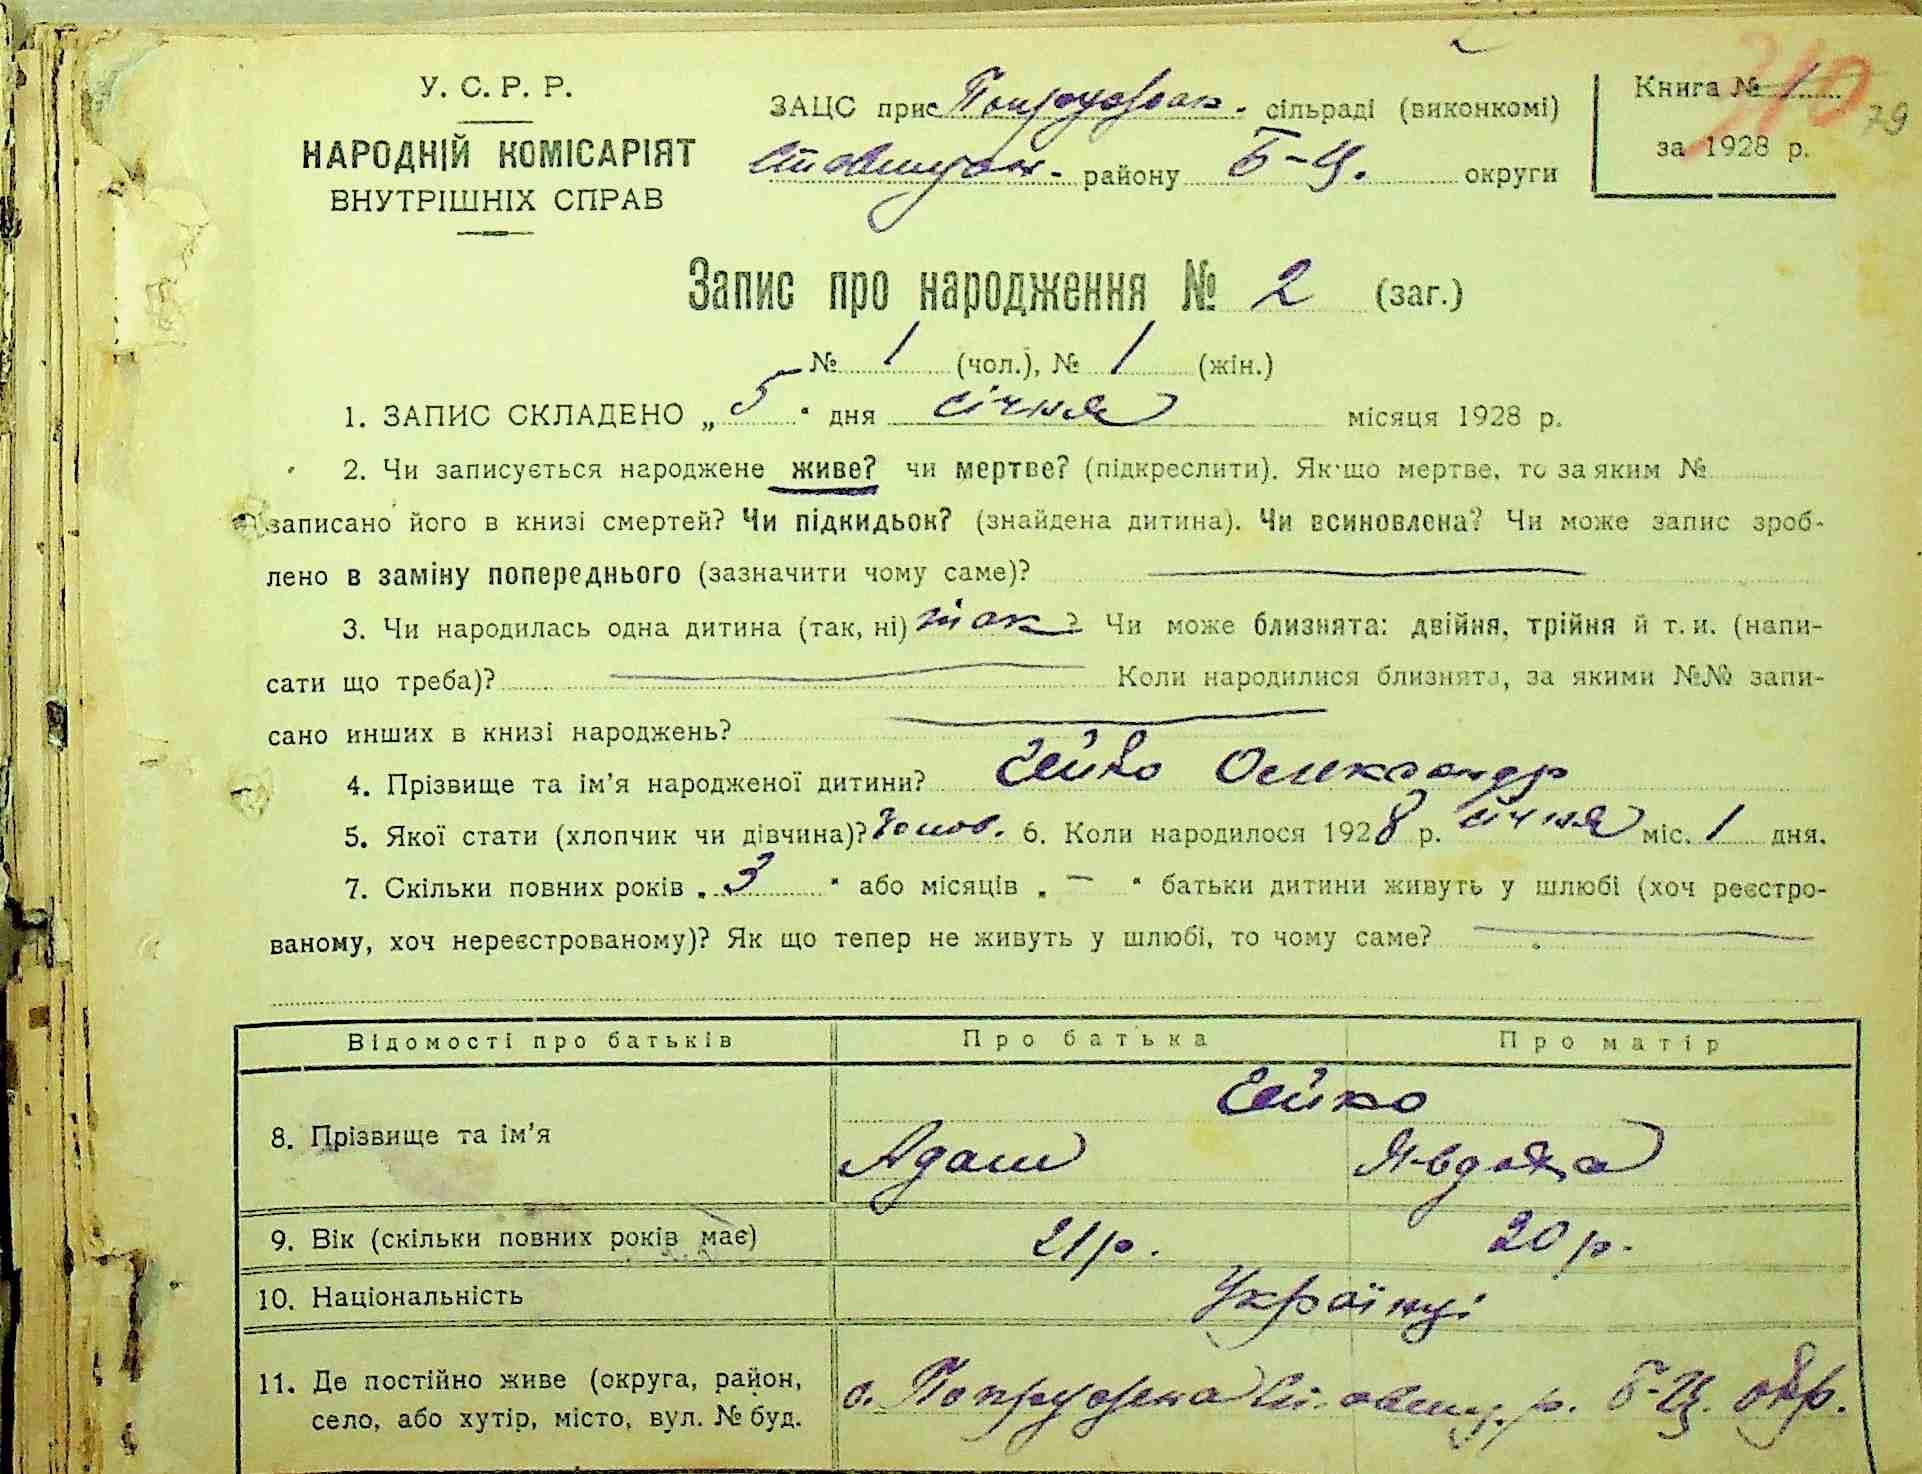 У. С. Р. Р.
НАРОДНІЙ КОМІСАРІЯТ
ВНУТРІШНІХ СПРАВ
ЗАЦС при сільраді (виконкомі)
району Б-Ц. округи
Книга № 1
за 1928 р.
79
Запис про народження № 2 (заг.)
№ 1 (чол.), № 1 (жін.)
1. ЗАПИС СКЛАДЕНО „ 5 " дня січня місяця 1928 р.
2. Чи записується народжене живе? чи мертве? (підкреслити). Як що мертве, то за яким №
записано його в книзі смертей? Чи підкидьок? (знайдена дитина). Чи всиновлена? Чи може запис зроб-
лено в заміну попереднього (зазначити чому саме)?
3. Чи народилась одна дитина (так, ні) так? Чи може близнята: двійня, трійня й т. и. (напи-
сати що треба)? Коли народилися близнята, за якими №№ запи-
сано инших в книзі народжень?
4. Прізвище та ім'я народженої дитини? Сейко Олександр
5. Якої стати (хлопчик чи дівчина)? чолов. 6. Коли народилося 1928 р. січня міс. 1 дня.
7. Скільки повних років „ 3 " або місяців „ — " батьки дитини живуть у шлюбі (хоч реєстро-
ваному, хоч нереєстрованому)? Як що тепер не живуть у шлюбі, то чому саме?
Відомості про батьків Про батька Про матір
Сейко
8. Прізвище та ім'я Адам Явдоха
9. Вік (скільки повних років має) 21 р. 20 р.
10. Національність Українці
11. Де постійно живе (округа, район,
село, або хутір, місто, вул. № буд. с. р. Б-Ц. окр.